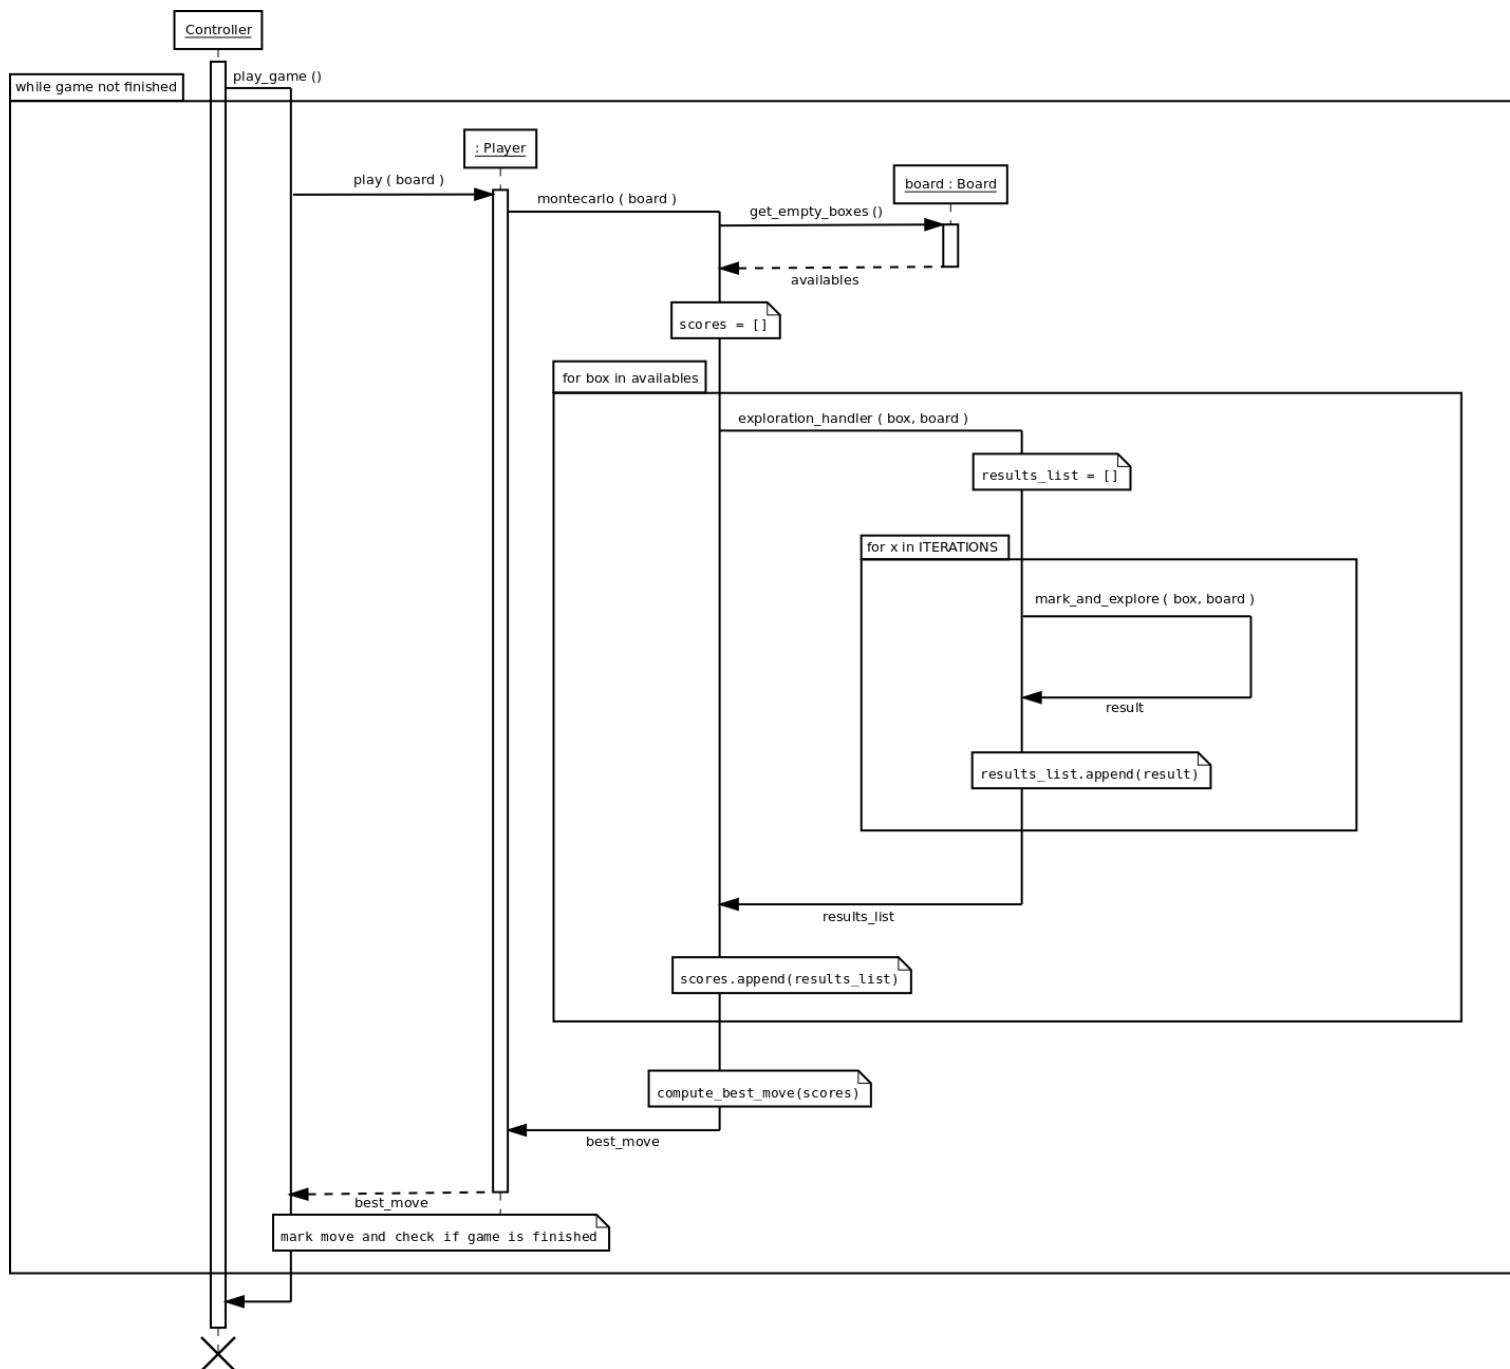 Controller
play_game ()
while game not finished
: Player
play ( board )
board : Board
montecarlo ( board )
get_empty_boxes ()
availables
scores = []
for box in availables
exploration_handler ( box, board )
results_list = []
for x in ITERATIONS
mark_and_explore ( box, board )
result
results_list.append(result)
results_list
scores.append(results_list)
compute_best_move(scores)
best_move
best_move
mark move and check if game is finished